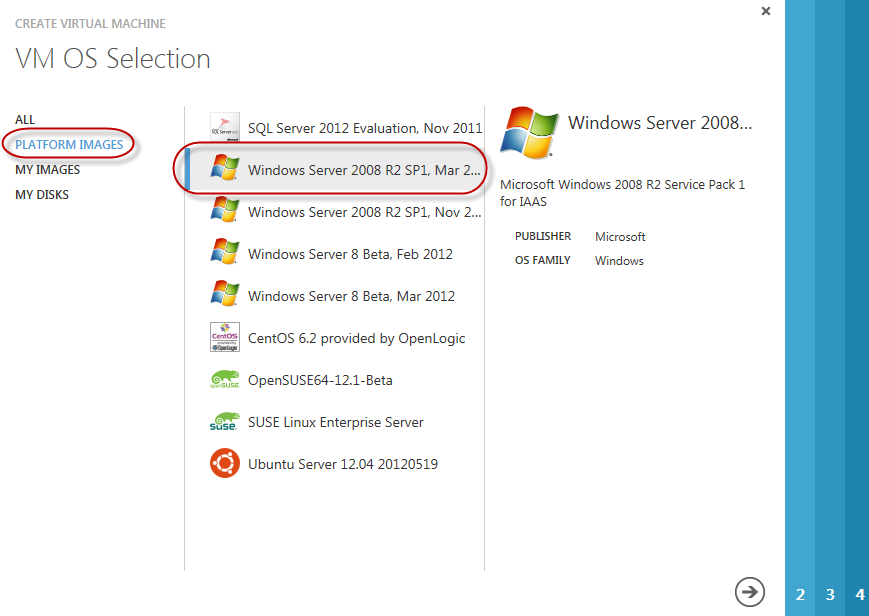 CREATE VIRTUAL MACHINE
VM OS Selection
ALL
PLATFORM IMAGES
MY IMAGES
MY DISKS
SQL Server 2012 Evaluation, Nov 2011
Windows Server 2008 R2 SP1, Mar 2...
Windows Server 2008 R2 SP1, Nov 2...
Windows Server 8 Beta, Feb 2012
Windows Server 8 Beta, Mar 2012
CentOS
CentOS 6.2 provided by OpenLogic
openSUSE
OpenSUSE64-12.1-Beta
SUSE
SUSE Linux Enterprise Server
Ubuntu Server 12.04 20120519
Windows Server 2008...
Microsoft Windows 2008 R2 Service Pack 1
for IAAS
PUBLISHER Microsoft
OS FAMILY Windows
2 3 4